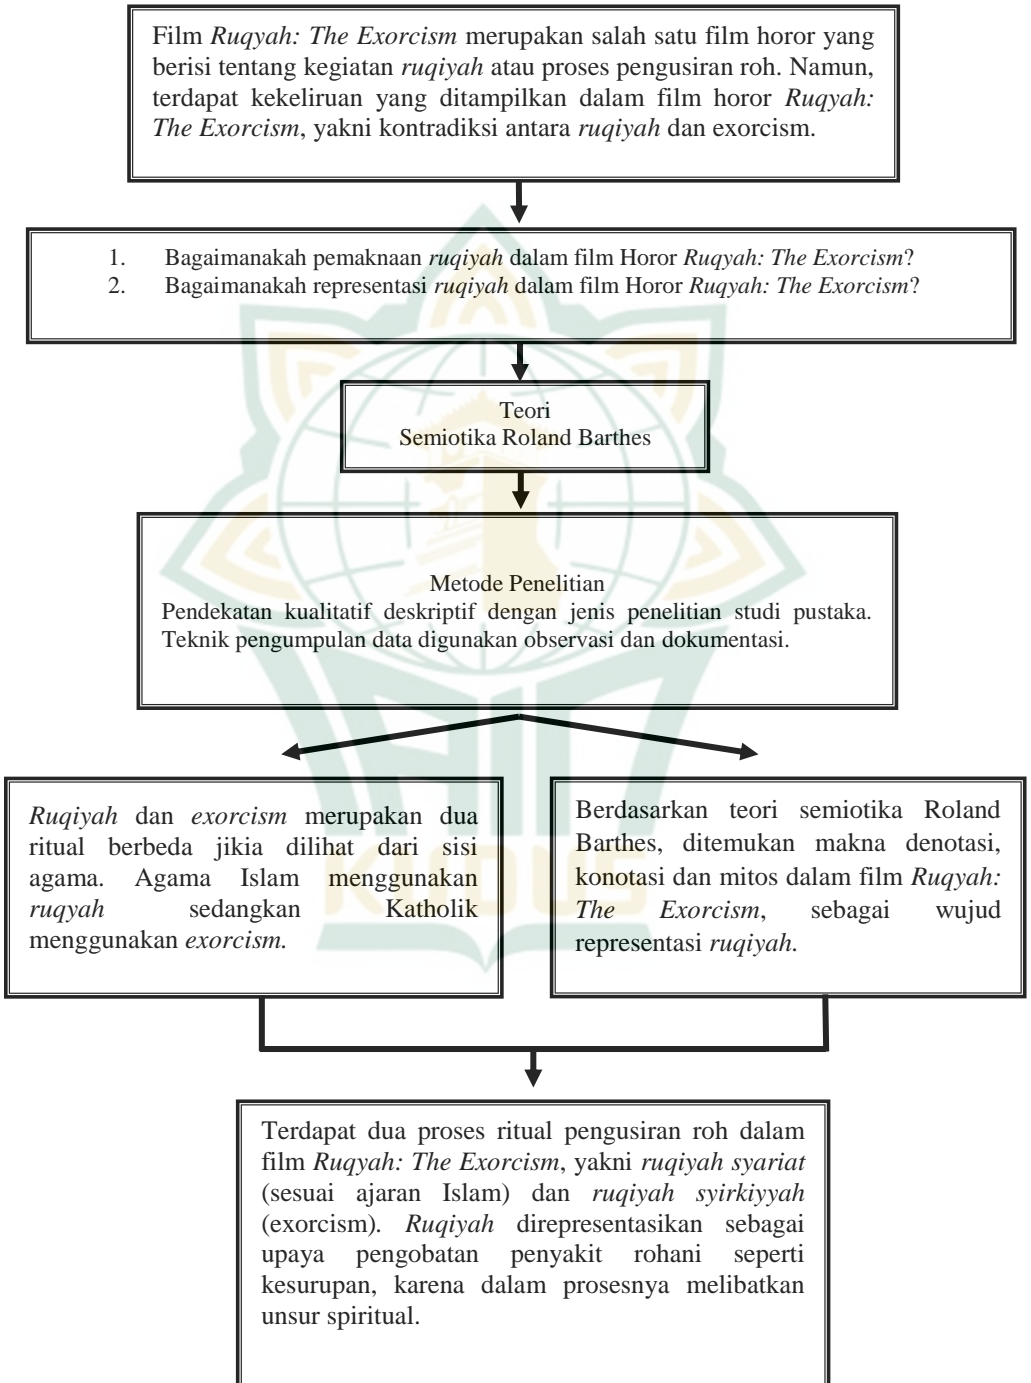 Film Ruqyah: The Exorcism merupakan salah satu film horor yang
berisi tentang kegiatan ruqiyah atau proses pengusiran roh. Namun,
terdapat kekeliruan yang ditampilkan dalam film horor Ruqyah:
The Exorcism, yakni kontradiksi antara ruqiyah dan exorcism.
1. Bagaimanakah pemaknaan ruqiyah dalam film Horor Ruqyah: The Exorcism?
2. Bagaimanakah representasi ruqiyah dalam film Horor Ruqyah: The Exorcism?
Teori
Semiotika Roland Barthes
Metode Penelitian
Pendekatan kualitatif deskriptif dengan jenis penelitian studi pustaka.
Teknik pengumpulan data digunakan observasi dan dokumentasi.
Ruqiyah dan exorcism merupakan dua
ritual berbeda jikia dilihat dari sisi
agama. Agama Islam menggunakan
ruqyah sedangkan Katholik
menggunakan exorcism.
Berdasarkan teori semiotika Roland
Barthes, ditemukan makna denotasi,
konotasi dan mitos dalam film Ruqyah:
The Exorcism, sebagai wujud
representasi ruqiyah.
Terdapat dua proses ritual pengusiran roh dalam
film Ruqyah: The Exorcism, yakni ruqiyah syariat
(sesuai ajaran Islam) dan ruqiyah syirkiyyah
(exorcism). Ruqiyah direpresentasikan sebagai
upaya pengobatan penyakit rohani seperti
kesurupan, karena dalam prosesnya melibatkan
unsur spiritual.
IAIN
KUDUS